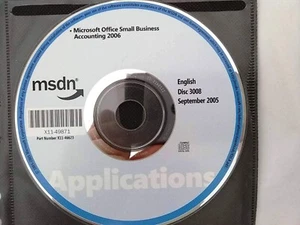 • Microsoft Office Small Business
Accounting 2006
msdn
English
Disc 3008
September 2005
X11-49871
Part Number X11-49871
Applications